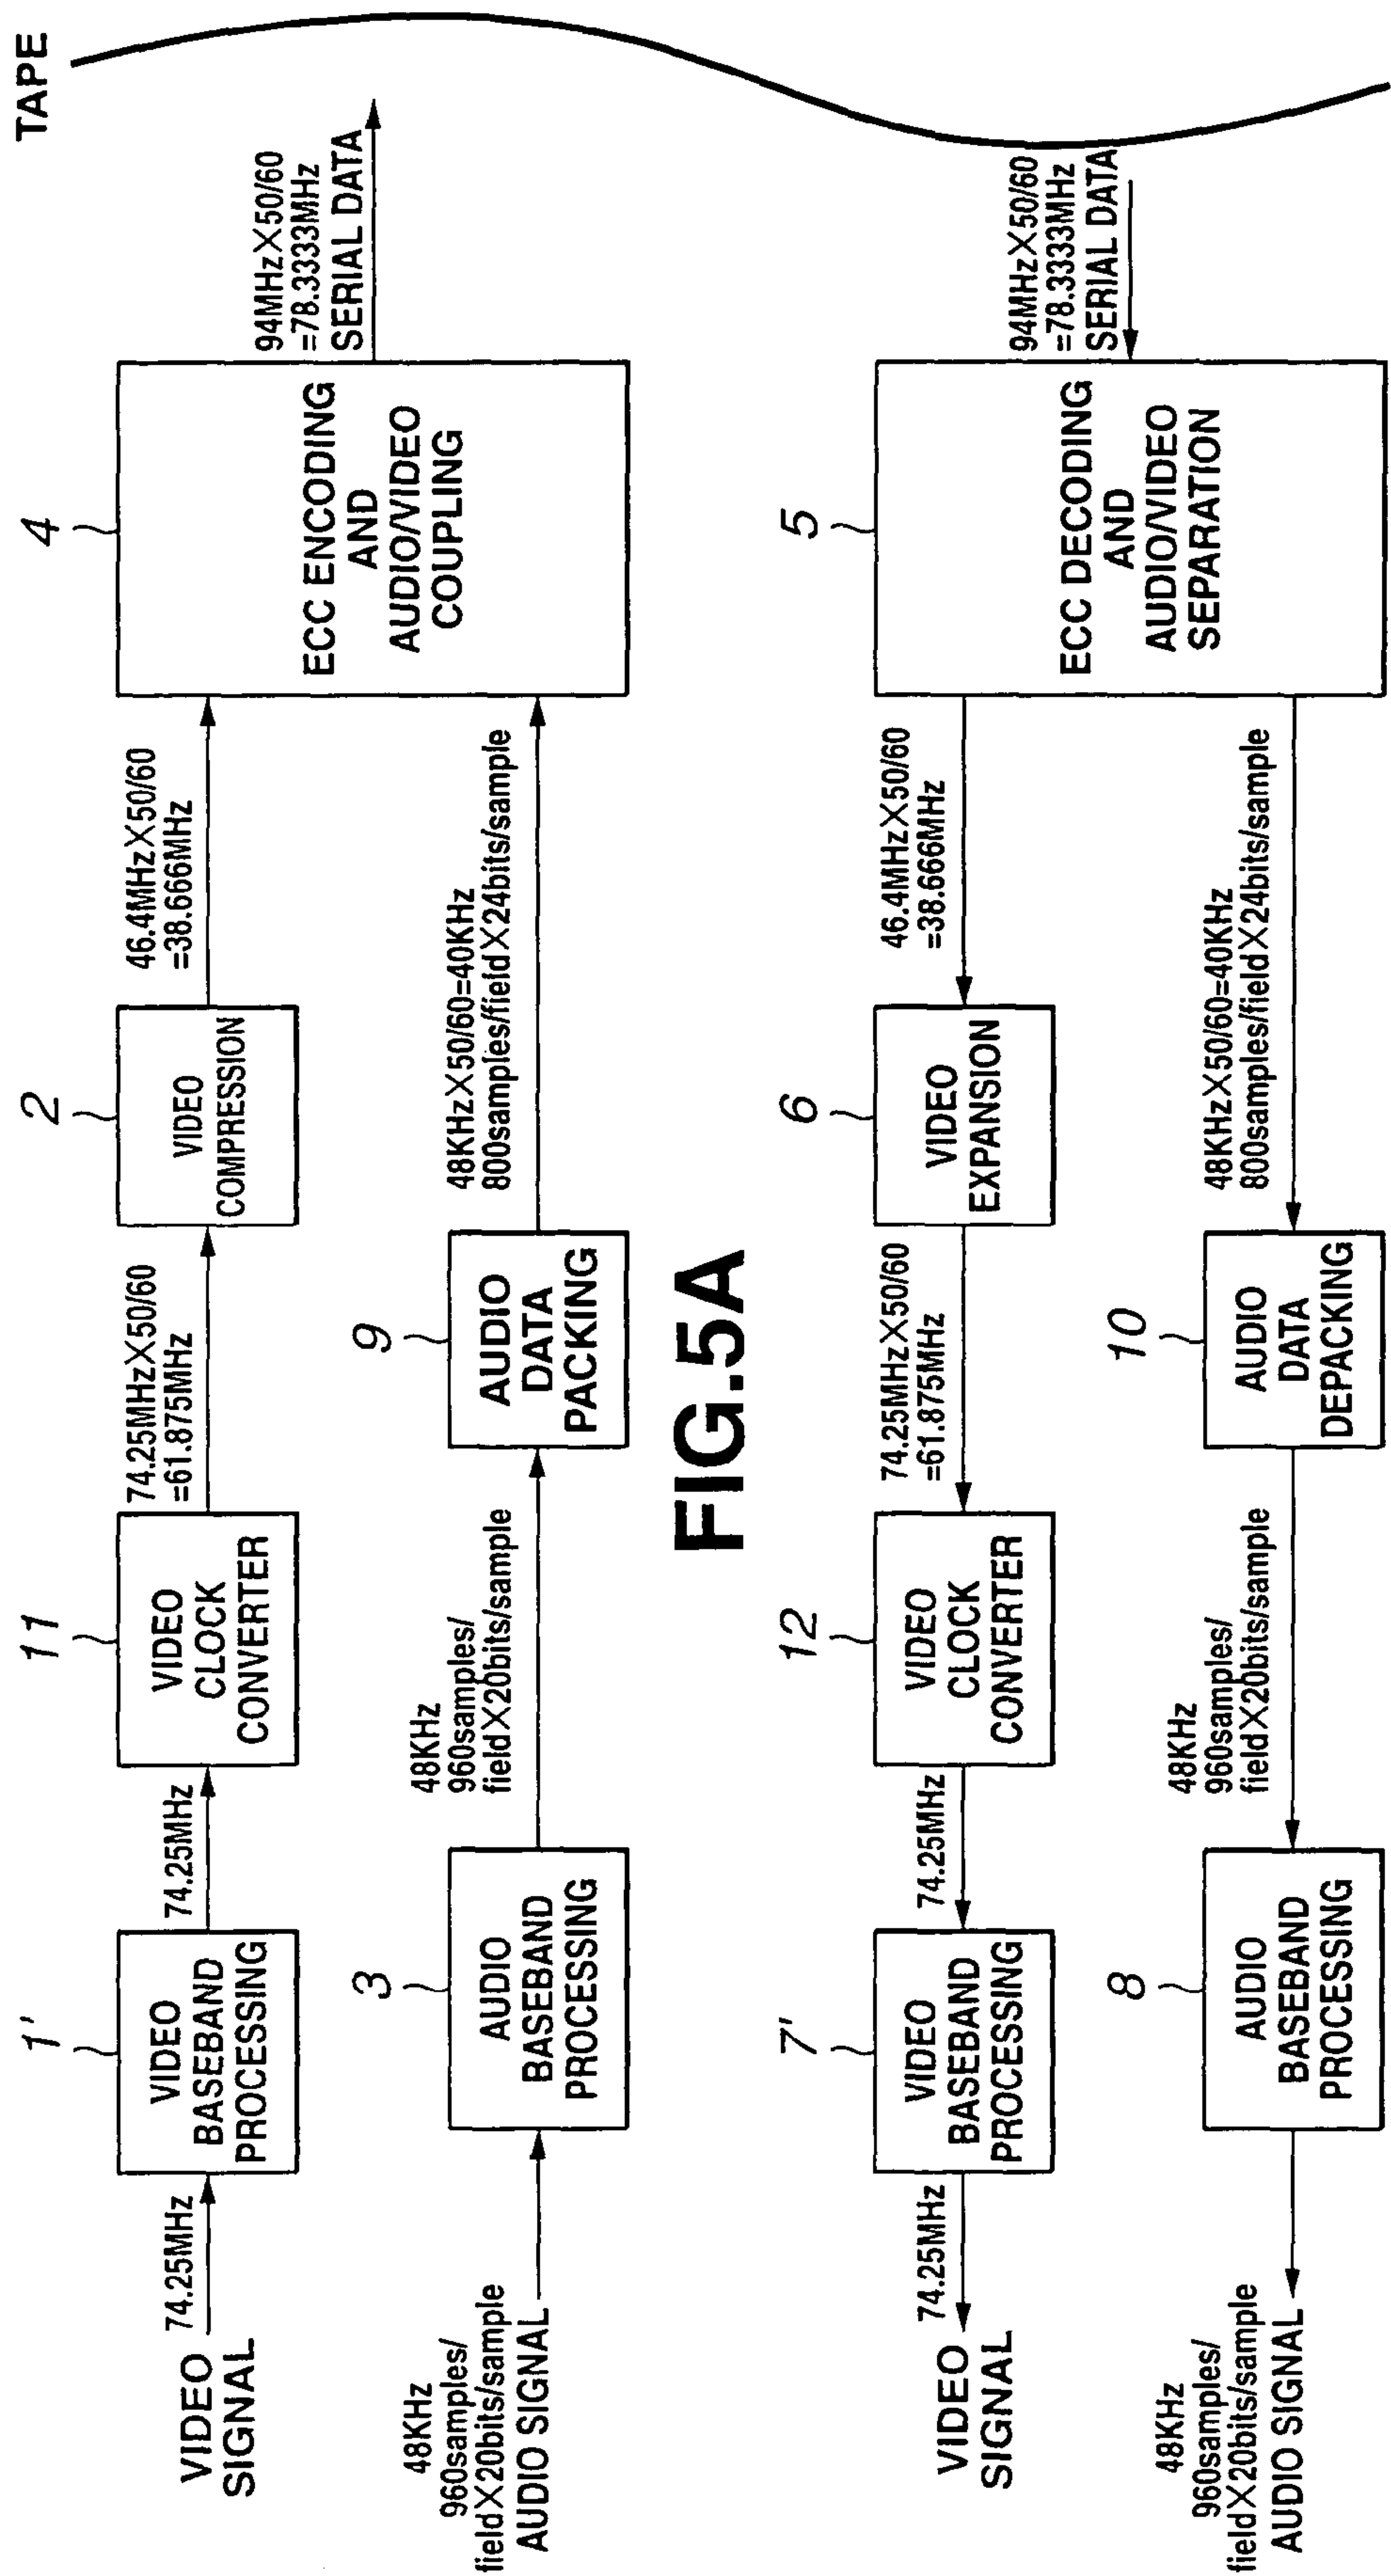 TAPE
4
94MHz×50/60
=78.3333MHz
SERIAL DATA
ECC ENCODING
AND
AUDIO/VIDEO
COUPLING
2
46.4MHz×50/60
=38.666MHz
VIDEO
COMPRESSION
48KHz×50/60=40KHz
800samples/field×24bits/sample
11
74.25MHz×50/60
=61.875MHz
VIDEO
CLOCK
CONVERTER
9
AUDIO
DATA
PACKING
1'
74.25MHz
VIDEO
BASEBAND
PROCESSING
48KHz
960samples/
field×20bits/sample
3
AUDIO
BASEBAND
PROCESSING
74.25MHz
VIDEO
SIGNAL
48KHz
960samples/
field×20bits/sample
AUDIO SIGNAL
FIG.5A
5
94MHz×50/60
=78.3333MHz
SERIAL DATA
ECC DECODING
AND
AUDIO/VIDEO
SEPARATION
6
46.4MHz×50/60
=38.666MHz
VIDEO
EXPANSION
48KHz×50/60=40KHz
800samples/field×24bits/sample
12
74.25MHz×50/60
=61.875MHz
VIDEO
CLOCK
CONVERTER
10
AUDIO
DATA
DEPACKING
7'
74.25MHz
VIDEO
BASEBAND
PROCESSING
48KHz
960samples/
field×20bits/sample
8
AUDIO
BASEBAND
PROCESSING
74.25MHz
VIDEO
SIGNAL
48KHz
960samples/
field×20bits/sample
AUDIO SIGNAL